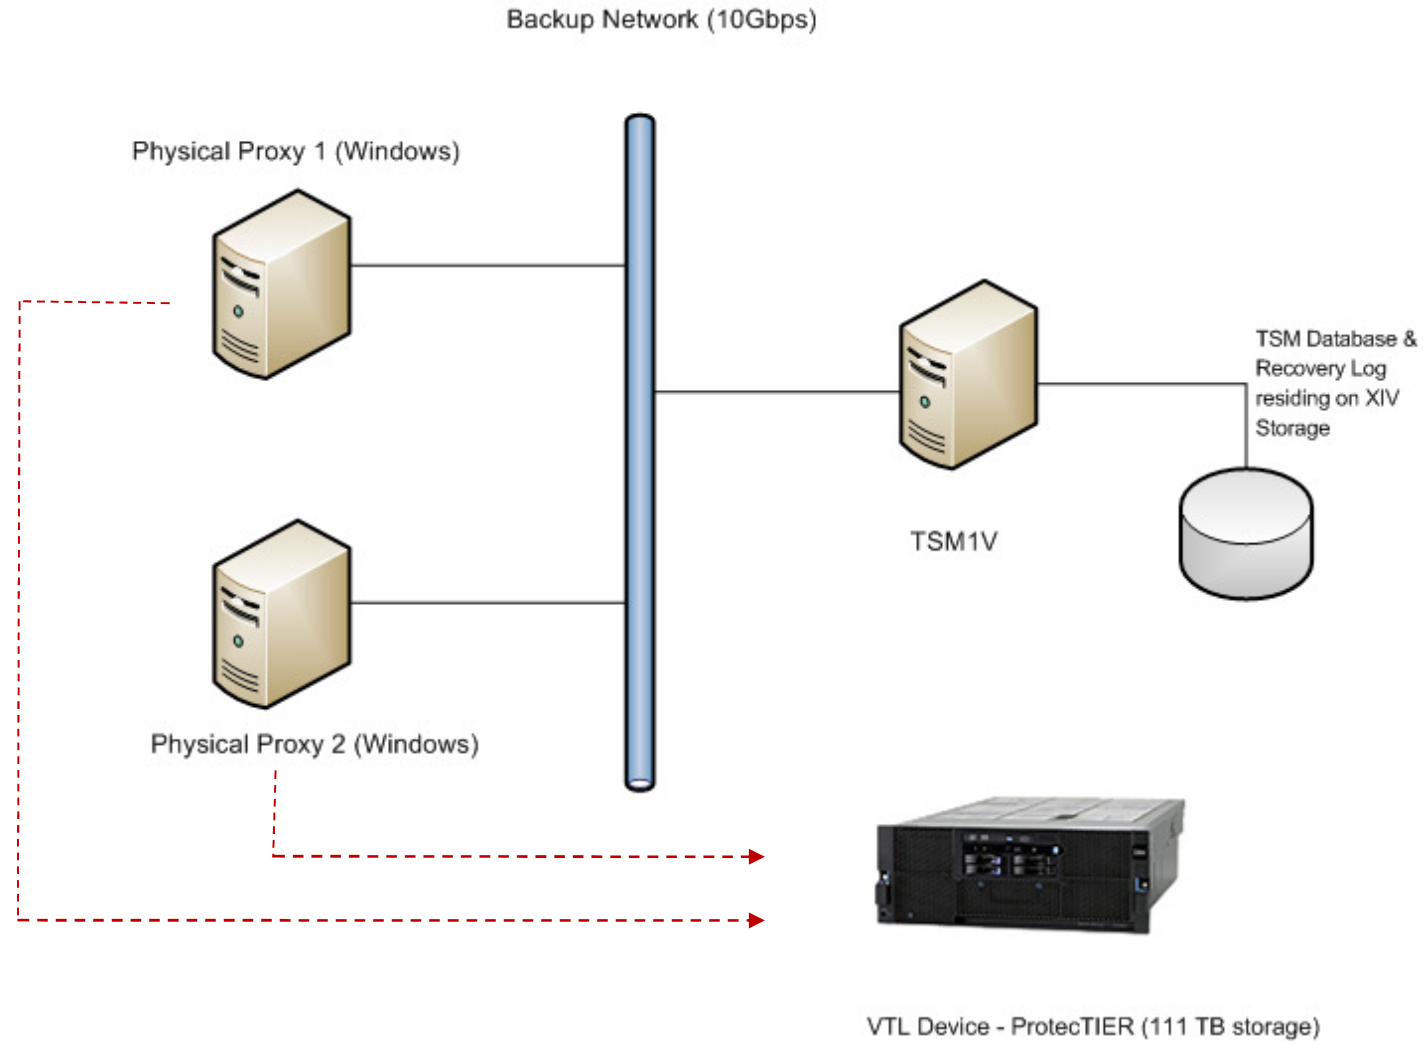 Backup Network (10Gbps)
Physical Proxy 1 (Windows)
TSM Database &
Recovery Log
residing on XIV
Storage
TSM1V
Physical Proxy 2 (Windows)
VTL Device - ProtecTIER (111 TB storage)